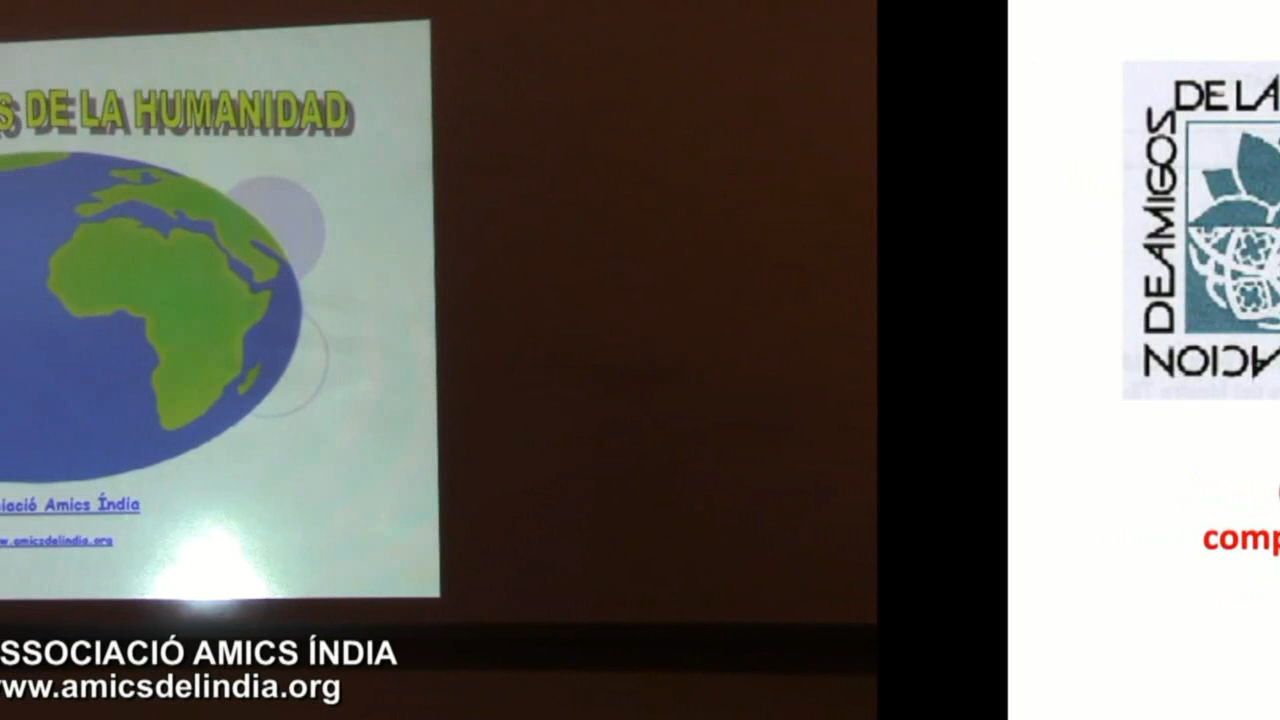 S DE LA HUMANIDAD
iació Amics Índia
w.amicsdelindia.org
SSOCIACIÓ AMICS ÍNDIA
www.amicsdelindia.org
DE LA
DE AMIGOS
ACION
comp